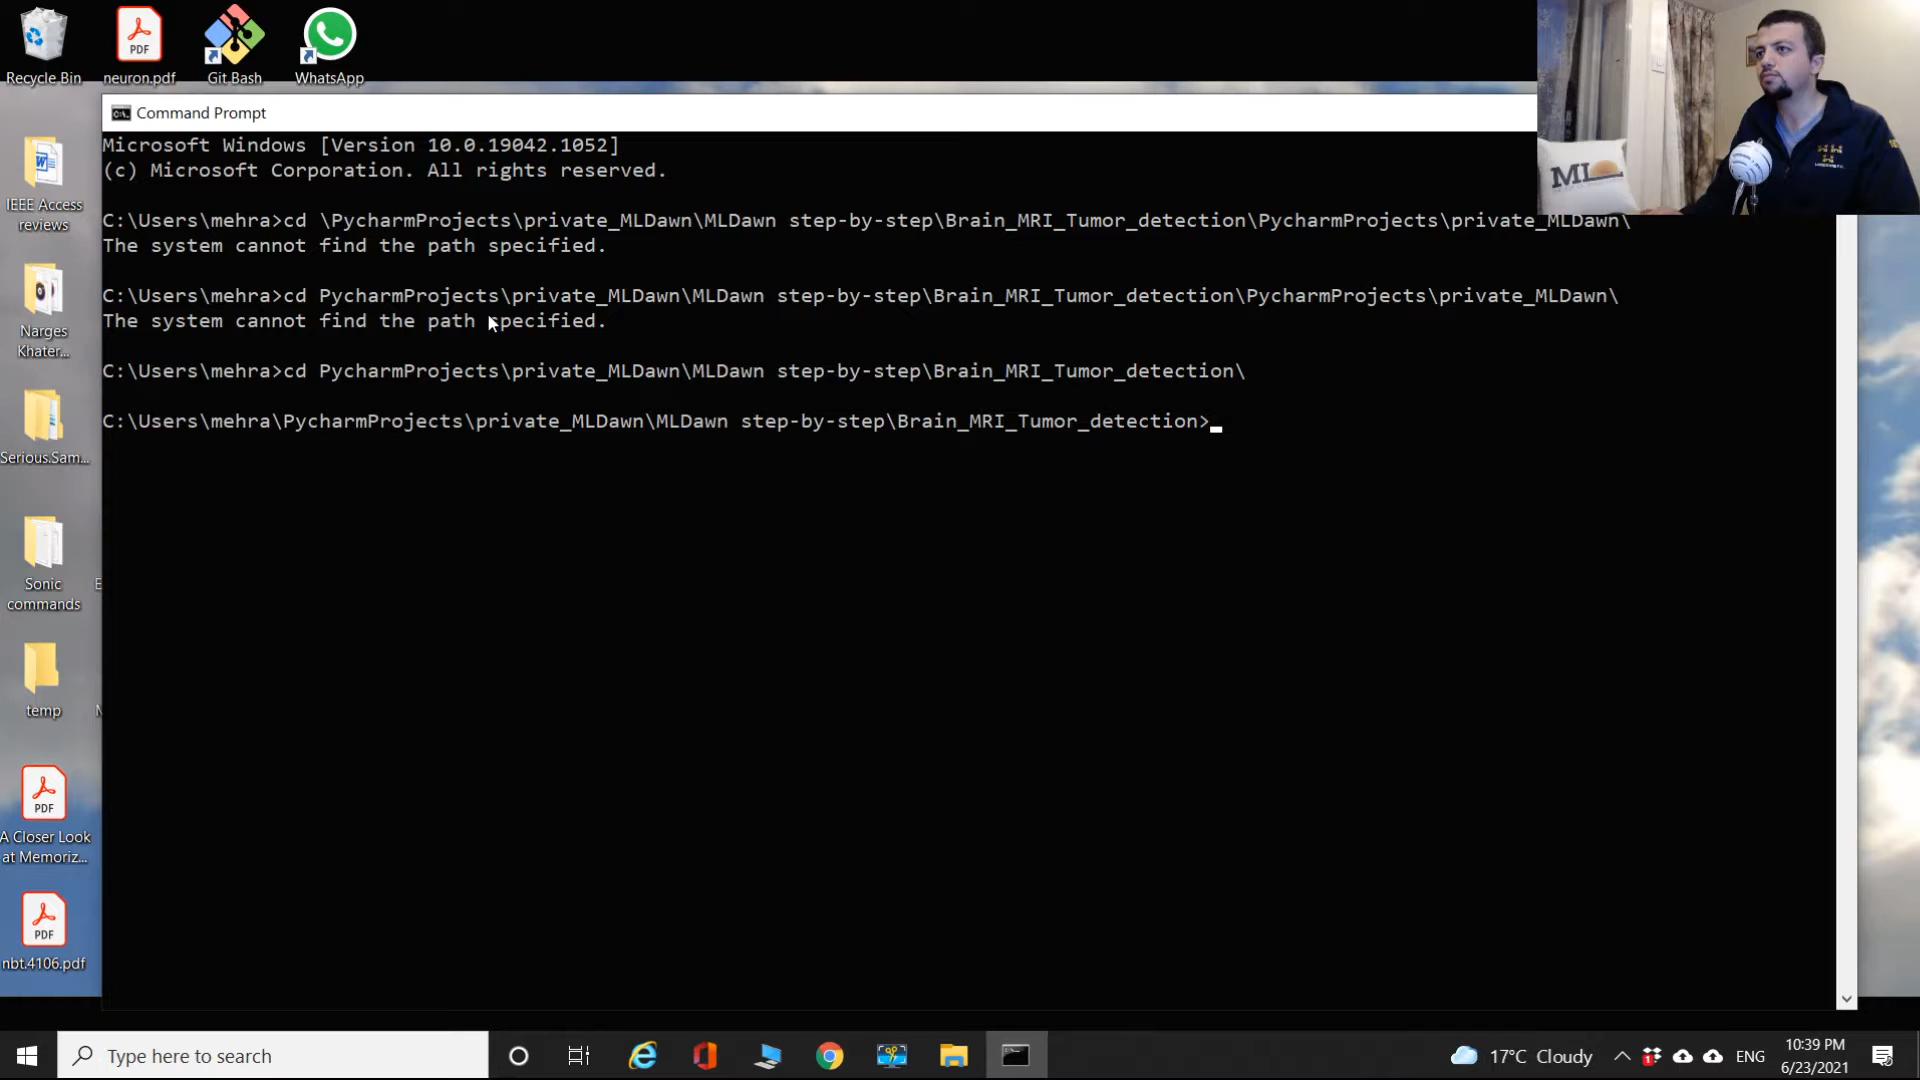 Recycle Bin
neuron.pdf
Git Bash
WhatsApp
Command Prompt
Microsoft Windows [Version 10.0.19042.1052]
(c) Microsoft Corporation. All rights reserved.
C:\Users\mehra>cd \PycharmProjects\private_MLDawn\MLDawn step-by-step\Brain_MRI_Tumor_detection\PycharmProjects\private_MLDawn\
The system cannot find the path specified.
C:\Users\mehra>cd PycharmProjects\private_MLDawn\MLDawn step-by-step\Brain_MRI_Tumor_detection\PycharmProjects\private_MLDawn\
The system cannot find the path specified.
C:\Users\mehra>cd PycharmProjects\private_MLDawn\MLDawn step-by-step\Brain_MRI_Tumor_detection\
C:\Users\mehra\PycharmProjects\private_MLDawn\MLDawn step-by-step\Brain_MRI_Tumor_detection>
IEEE Access
reviews
Narges
Khater...
Serious.Sam...
Sonic
commands
temp
PDF
A Closer Look
at Memoriz...
PDF
nbt.4106.pdf
PDF
ML
Type here to search
17°C Cloudy
ENG
10:39 PM
6/23/2021